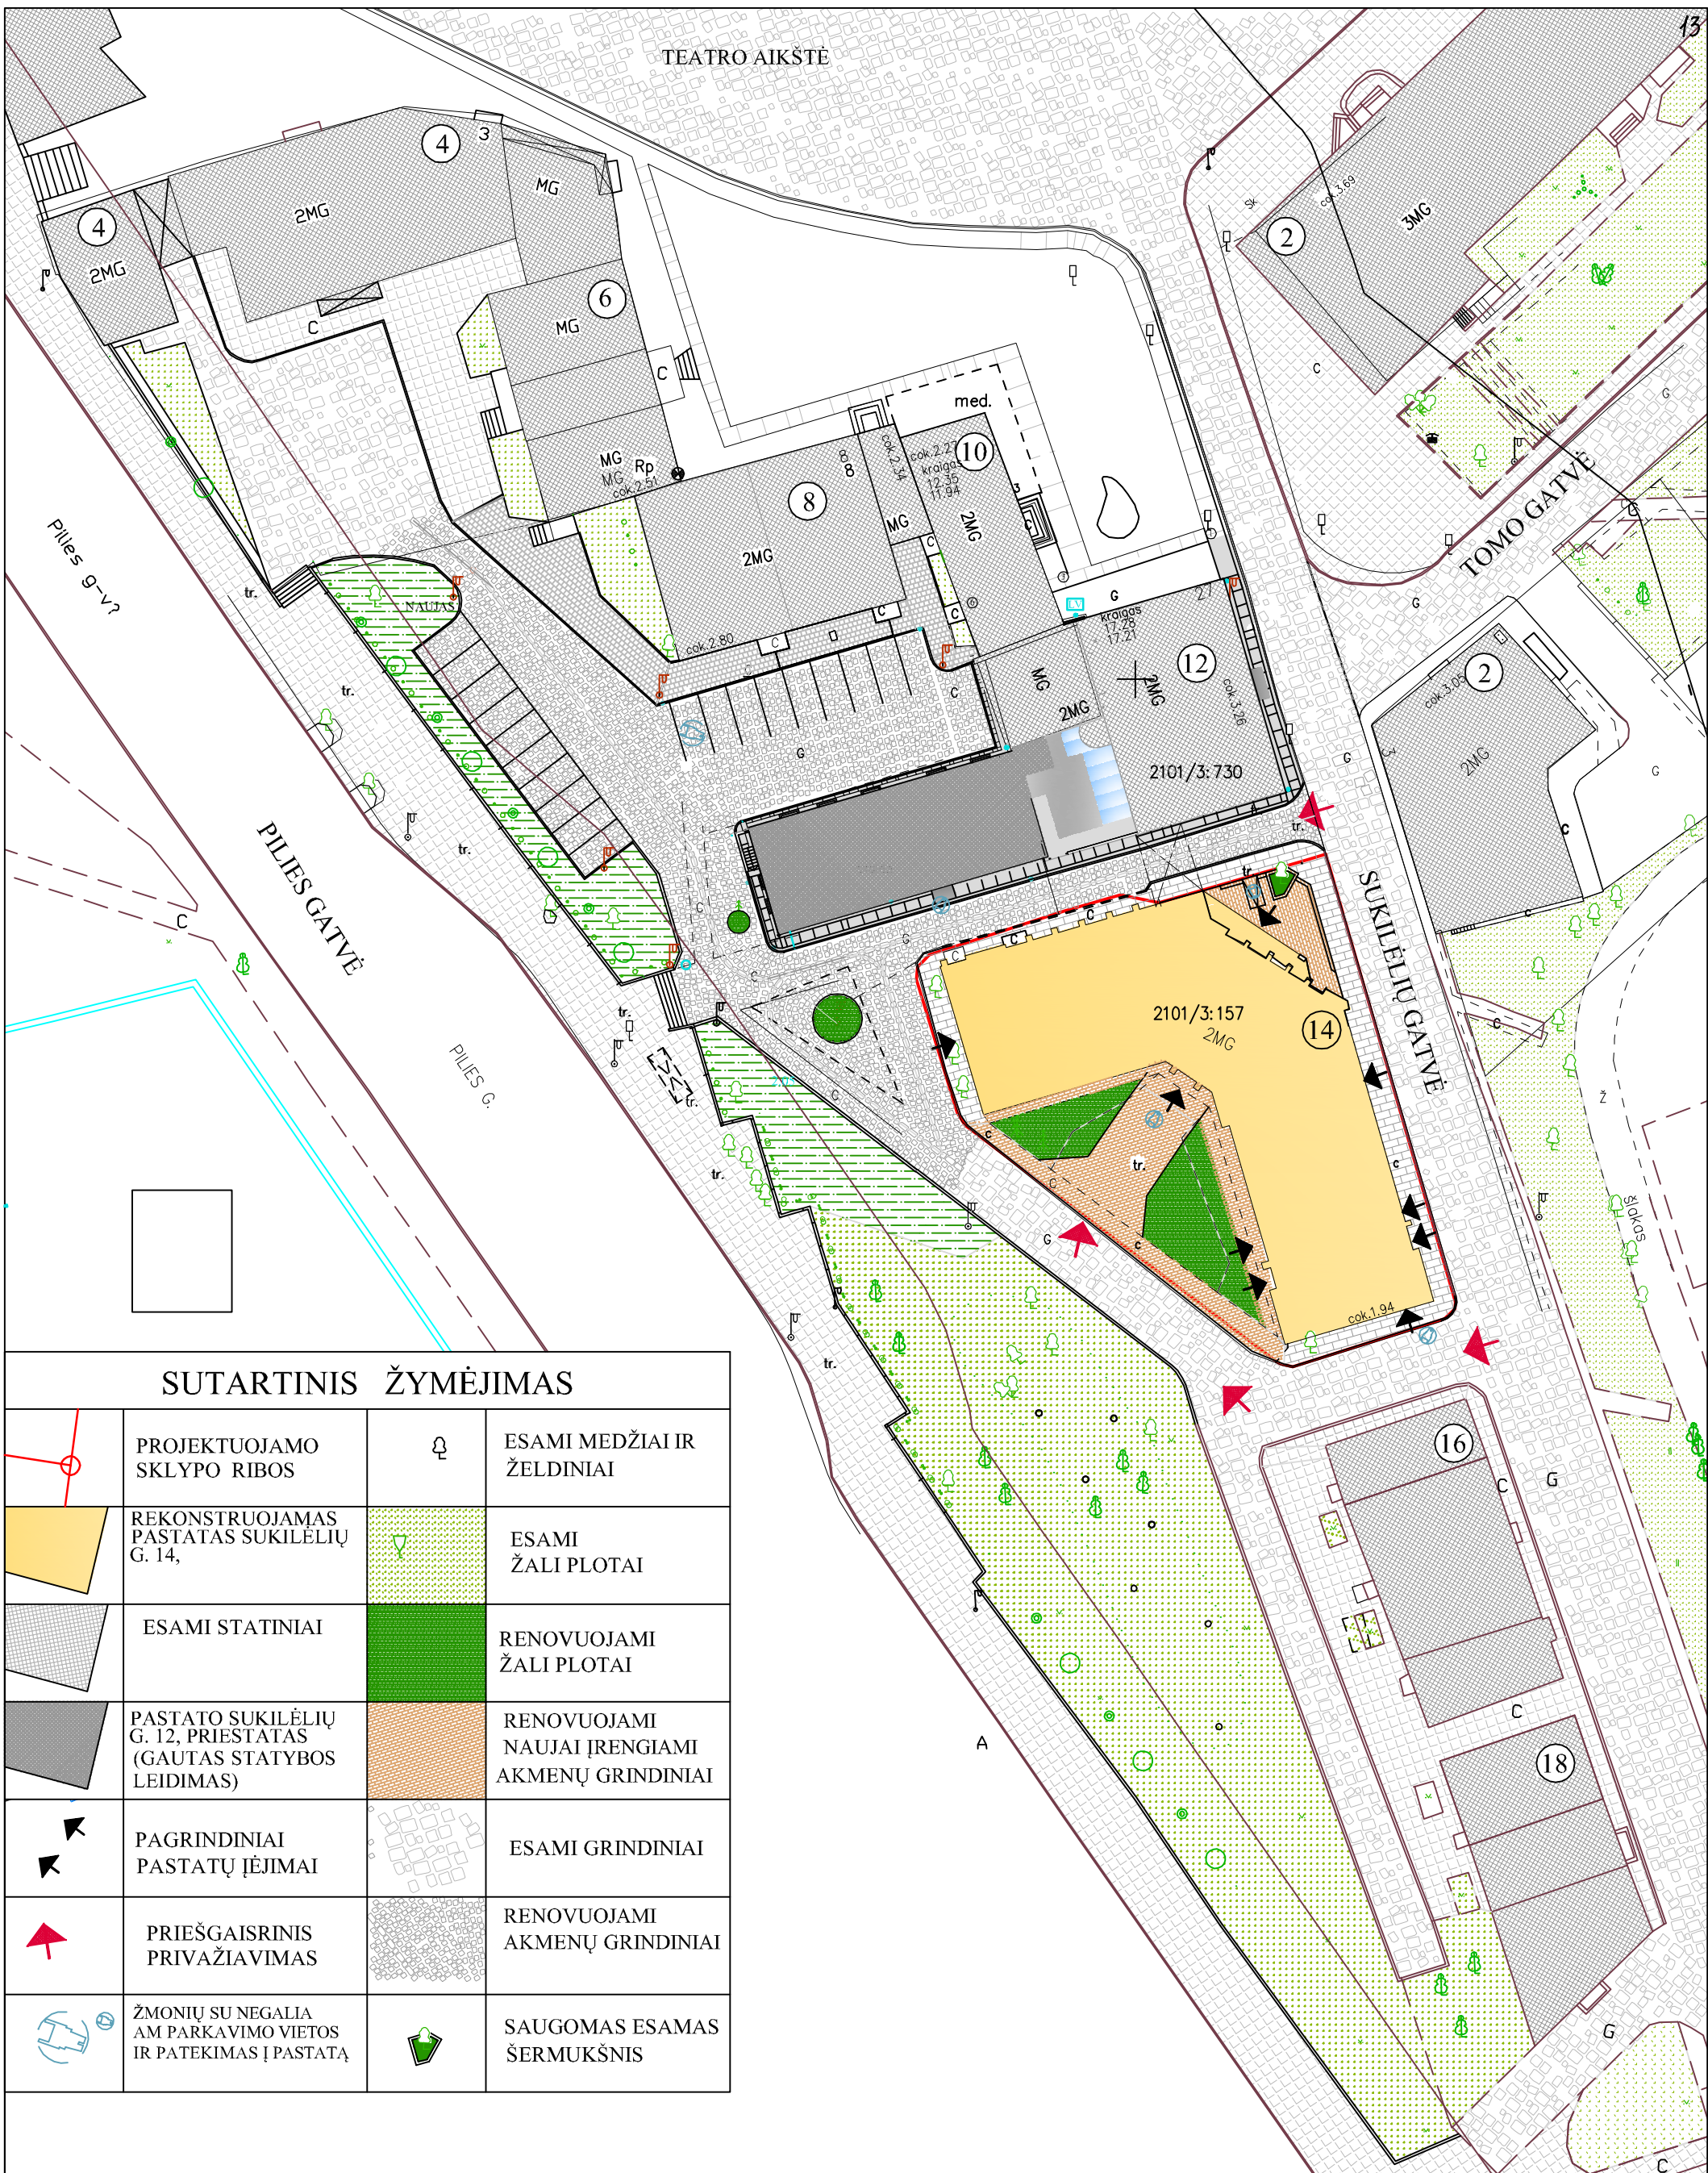 13
TEATRO AIKŠTĖ
4
3
MG
2MG
4
2MG
C
6
MG
C
MG
MG
Rp
cok.2.51
8
2MG
8
8
cok.2.34
MG
med.
10
cok.2.27
kraigas
12.35
11.94
2MG
3
C
C
C
C
C
cok.2.80
C
G
G
kraigas
17.28
17.21
27
12
MG
2MG
2MG
cok.3.26
2101/3:730
Sk
cok.3.69
2
3MG
C
G
TOMO GATVĖ
G
G
2
cok.3.05
2MG
3
G
G
C
C
Pilies g-v?
tr.
NAUJAS
tr.
tr.
PILIES GATVĖ
C
PILIES G.
tr.
tr.
tr.
tr.
tr.
tr.
SUKILĖLIŲ GATVĖ
C
C
C
C
C
G
2101/3:157
2MG
14
C
tr.
C
C
C
G
C
cok.1.94
Ž
Šlakas
16
C
G
C
18
G
A
C
SUTARTINIS ŽYMĖJIMAS
PROJEKTUOJAMO
SKLYPO RIBOS
ESAMI MEDŽIAI IR
ŽELDINIAI
REKONSTRUOJAMAS
PASTATAS SUKILĖLIŲ
G. 14,
ESAMI
ŽALI PLOTAI
ESAMI STATINIAI
RENOVUOJAMI
ŽALI PLOTAI
PASTATO SUKILĖLIŲ
G. 12, PRIESTATAS
(GAUTAS STATYBOS
LEIDIMAS)
RENOVUOJAMI
NAUJAI ĮRENGIAMI
AKMENŲ GRINDINIAI
PAGRINDINIAI
PASTATŲ ĮĖJIMAI
ESAMI GRINDINIAI
PRIEŠGAISRINIS
PRIVAŽIAVIMAS
RENOVUOJAMI
AKMENŲ GRINDINIAI
ŽMONIŲ SU NEGALIA
AM PARKAVIMO VIETOS
IR PATEKIMAS Į PASTATĄ
SAUGOMAS ESAMAS
ŠERMUKŠNIS